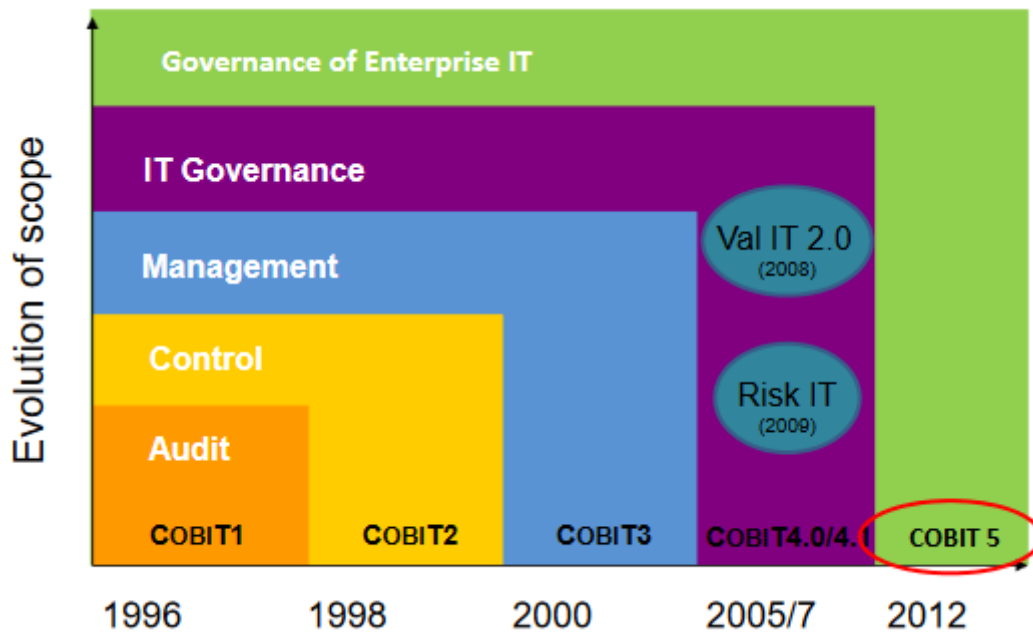 Evolution of scope
Governance of Enterprise IT
IT Governance
Management
Control
Audit
Val IT 2.0
(2008)
Risk IT
(2009)
COBIT1
COBIT2
COBIT3
COBIT4.0/4.1
COBIT 5
1996
1998
2000
2005/7
2012